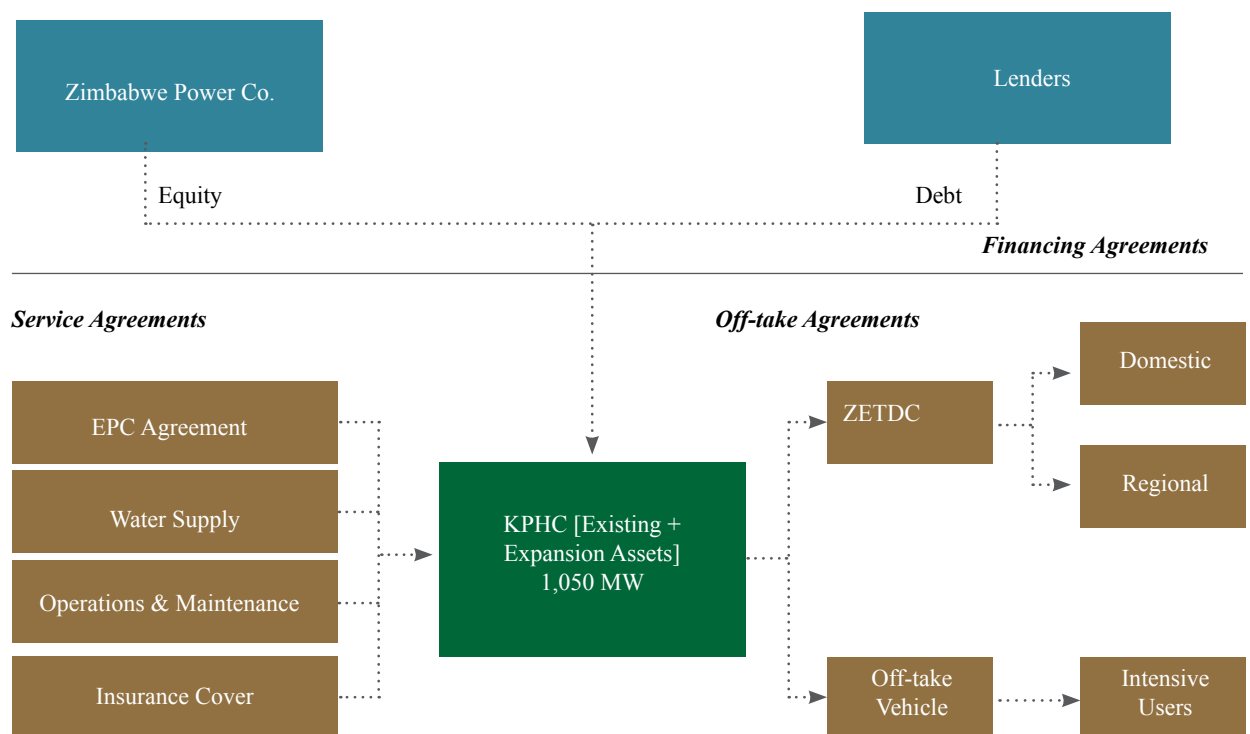 Zimbabwe Power Co.
Lenders
Equity
Debt
Financing Agreements
Service Agreements
Off-take Agreements
EPC Agreement
Water Supply
Operations & Maintenance
Insurance Cover
KPHC [Existing +
Expansion Assets]
1,050 MW
ZETDC
Domestic
Regional
Off-take
Vehicle
Intensive
Users